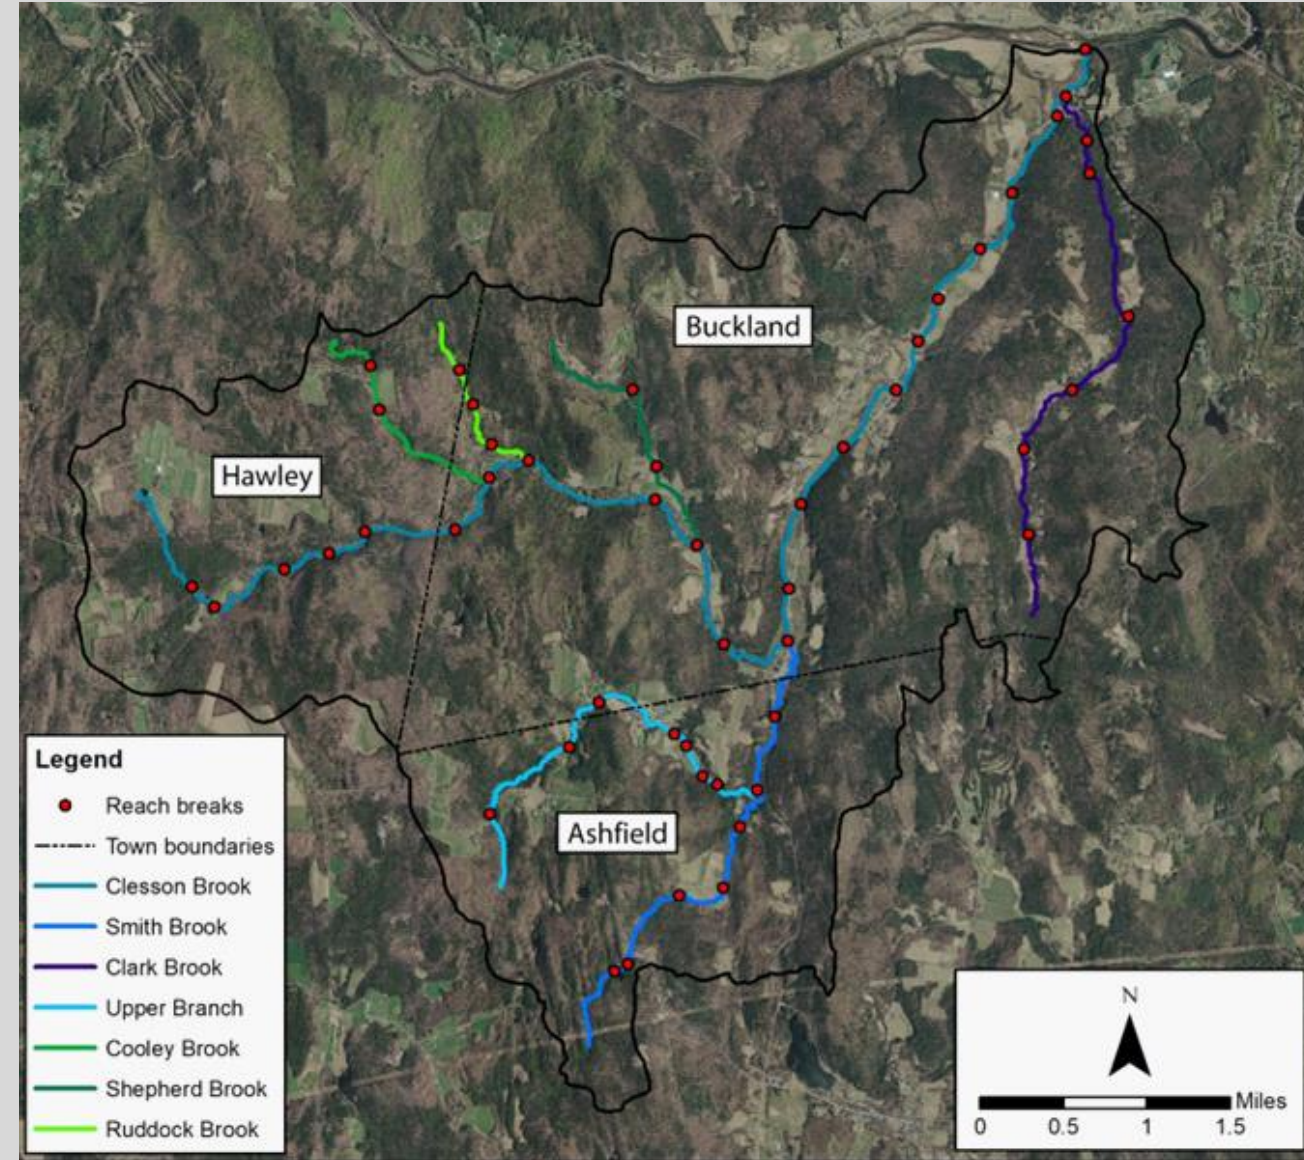 Buckland
Hawley
Ashfield
Legend
Reach breaks
Town boundaries
Clesson Brook
Smith Brook
Clark Brook
Upper Branch
Cooley Brook
Shepherd Brook
Ruddock Brook
N
Miles
0 0.5 1 1.5